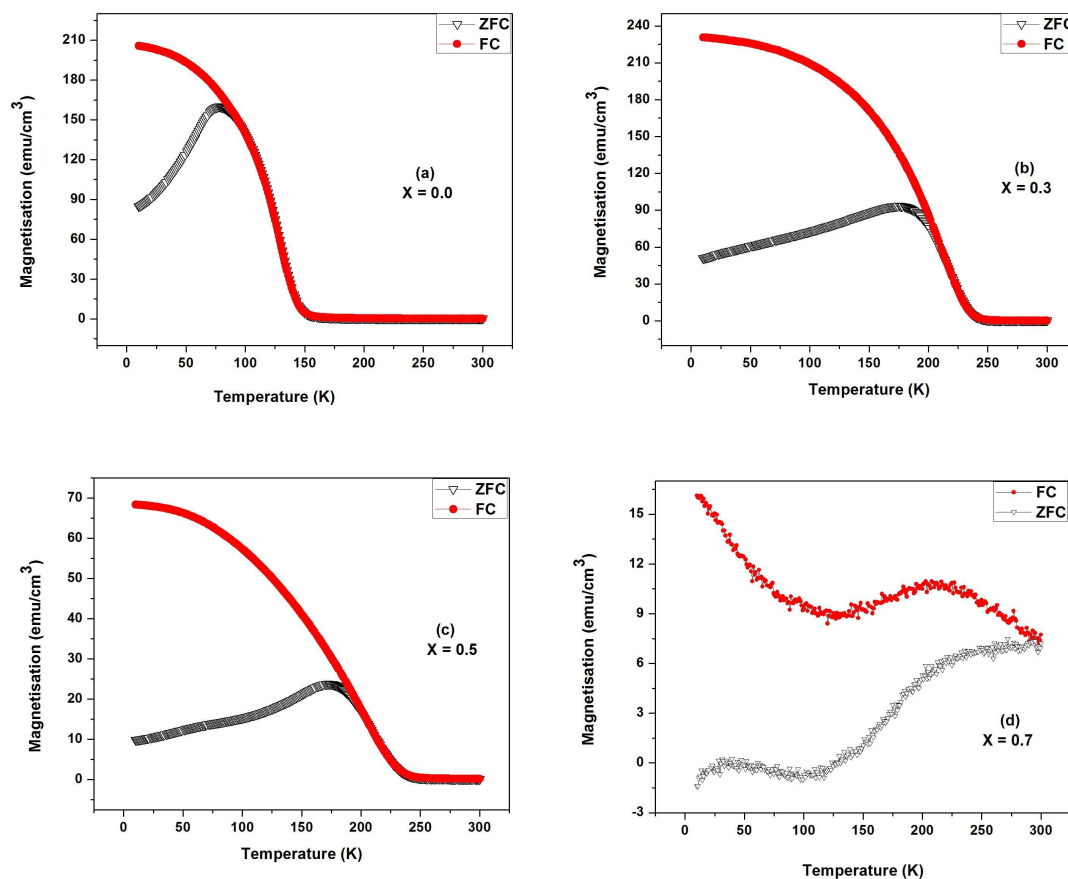 ZFC
FC
210
180
150
120
90
60
30
0
Magnetisation (emu/cm³)
(a)
X = 0.0
0 50 100 150 200 250 300
Temperature (K)
ZFC
FC
240
210
180
150
120
90
60
30
0
Magnetisation (emu/cm³)
(b)
X = 0.3
0 50 100 150 200 250 300
Temperature (K)
ZFC
FC
70
60
50
40
30
20
10
0
Magnetisation (emu/cm³)
(c)
X = 0.5
0 50 100 150 200 250 300
Temperature (K)
FC
ZFC
15
12
9
6
3
0
-3
Magnetisation (emu/cm³)
(d)
X = 0.7
0 50 100 150 200 250 300
Temperature (K)